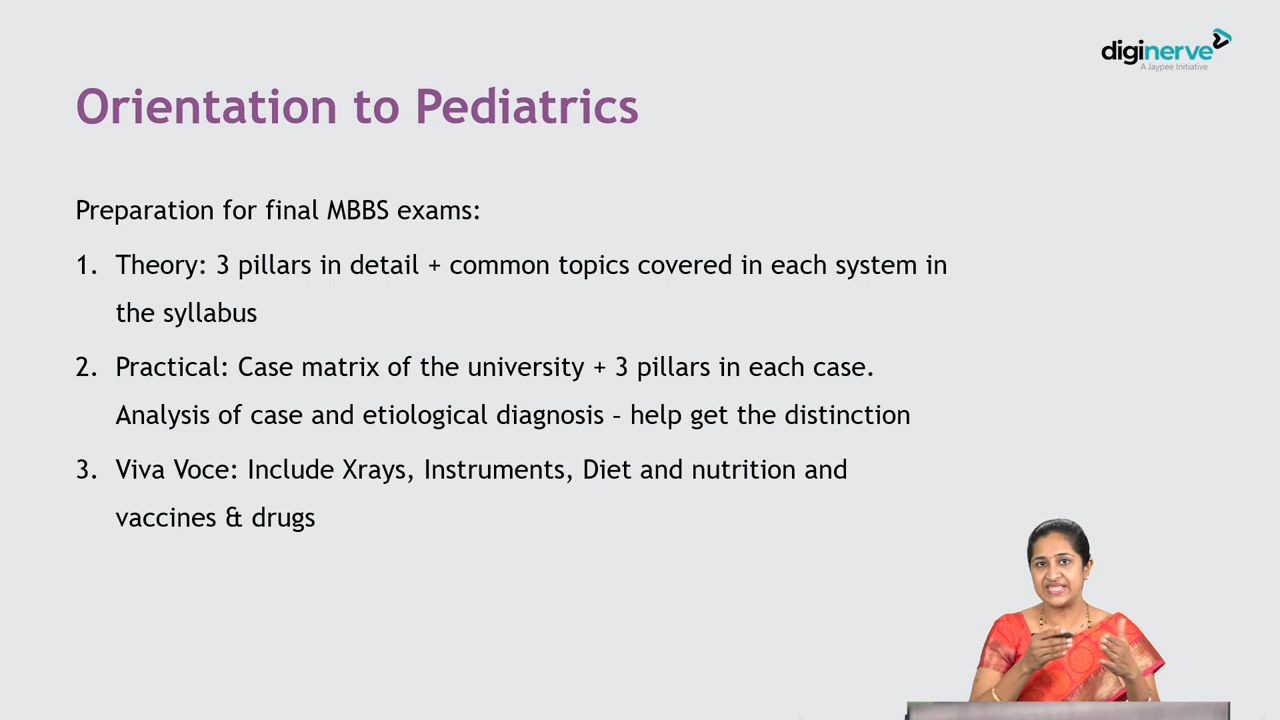 diginerve
A Jaypee Initiative
Orientation to Pediatrics
Preparation for final MBBS exams:
1. Theory: 3 pillars in detail + common topics covered in each system in
the syllabus
2. Practical: Case matrix of the university + 3 pillars in each case.
Analysis of case and etiological diagnosis – help get the distinction
3. Viva Voce: Include Xrays, Instruments, Diet and nutrition and
vaccines & drugs